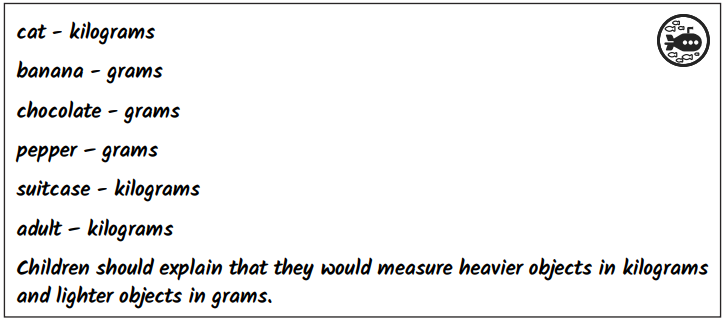 cat - kilograms
banana - grams
chocolate - grams
pepper – grams
suitcase - kilograms
adult – kilograms
Children should explain that they would measure heavier objects in kilograms
and lighter objects in grams.